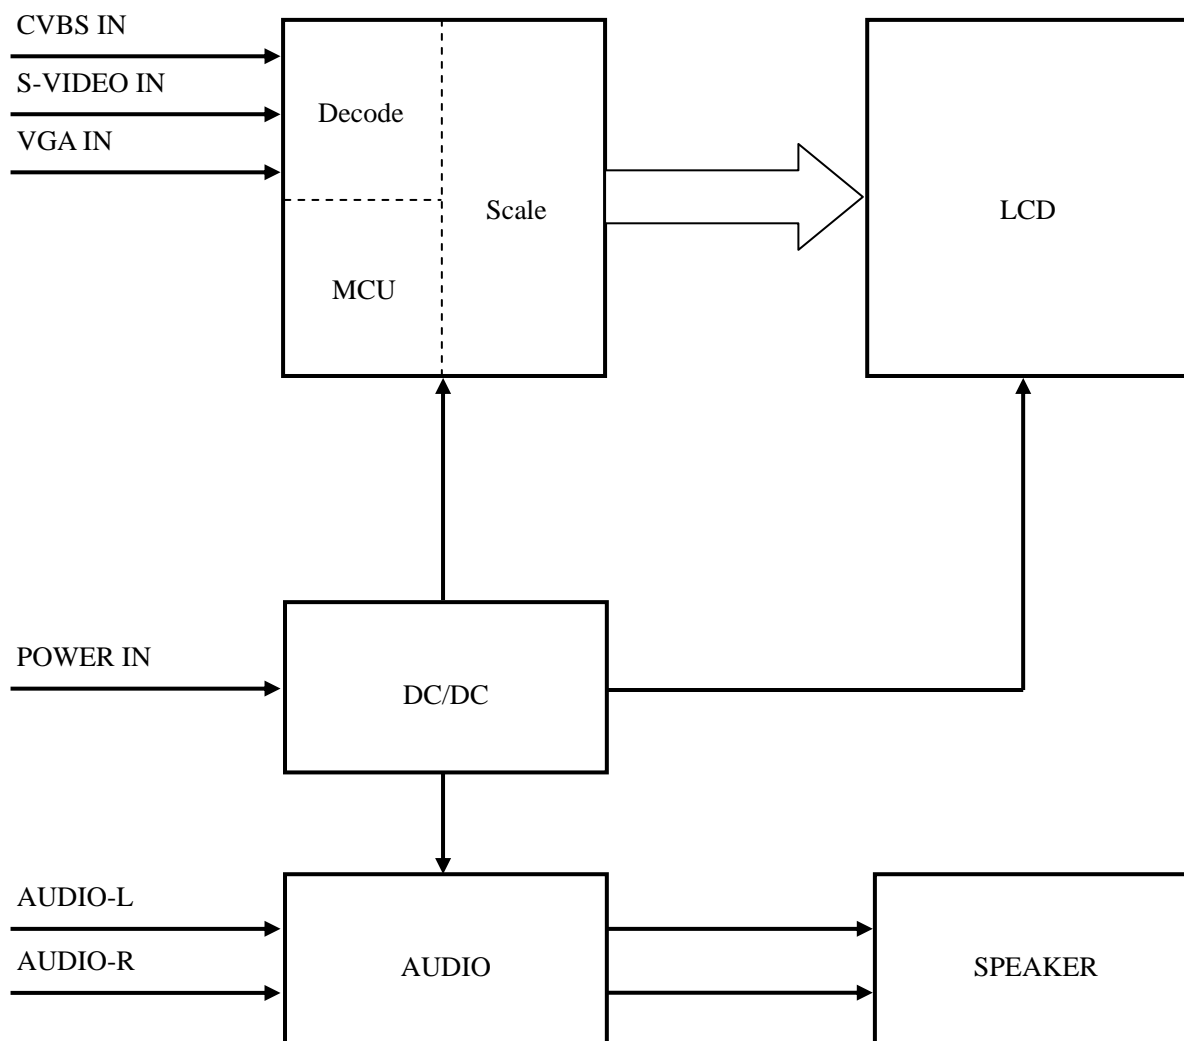 CVBS IN
S-VIDEO IN
VGA IN
Decode
Scale
MCU
LCD
POWER IN
DC/DC
AUDIO-L
AUDIO-R
AUDIO
SPEAKER